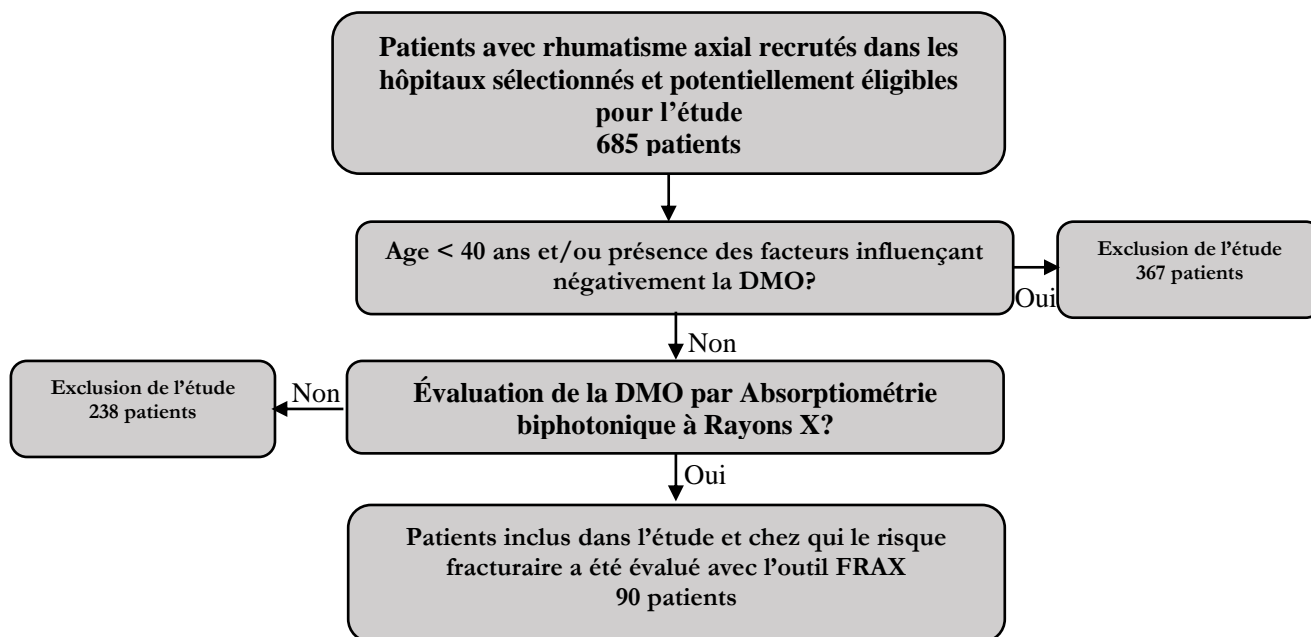 Patients avec rhumatisme axial recrutés dans les
hôpitaux sélectionnés et potentiellement éligibles
pour l'étude
685 patients
Age < 40 ans et/ou présence des facteurs influençant
négativement la DMO?
Exclusion de l'étude
367 patients
Oui
Non
Exclusion de l'étude
238 patients
Non
Évaluation de la DMO par Absorptiométrie
biphotonique à Rayons X?
Oui
Patients inclus dans l'étude et chez qui le risque
fracturaire a été évalué avec l'outil FRAX
90 patients